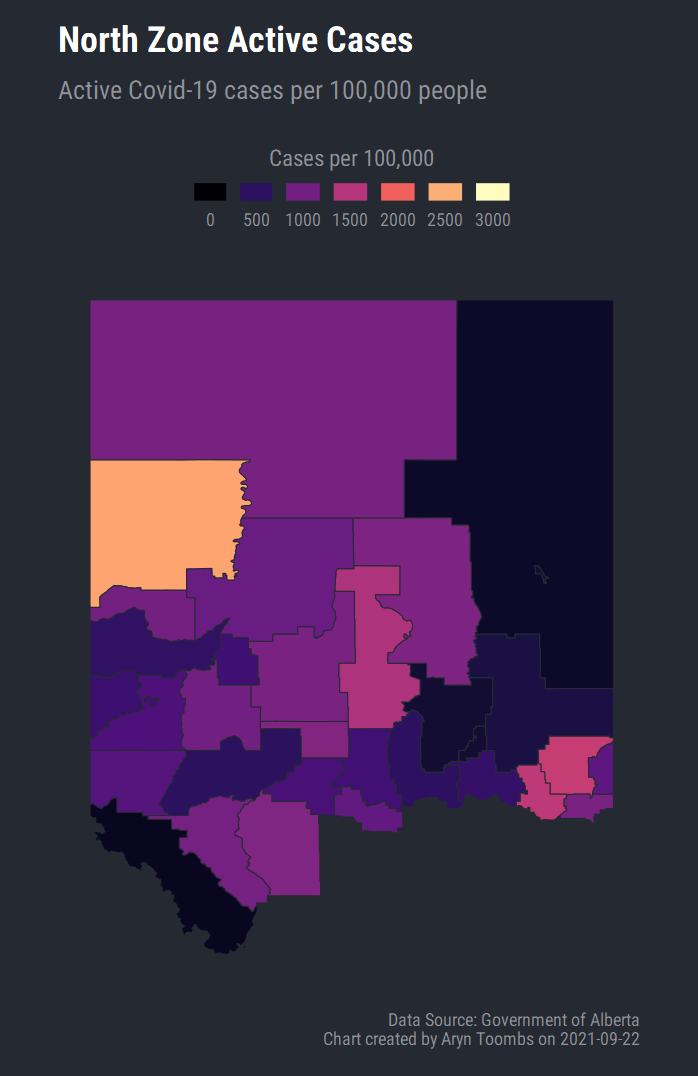 North Zone Active Cases
Active Covid-19 cases per 100,000 people
Cases per 100,000
0 500 1000 1500 2000 2500 3000
Data Source: Government of Alberta
Chart created by Aryn Toombs on 2021-09-22